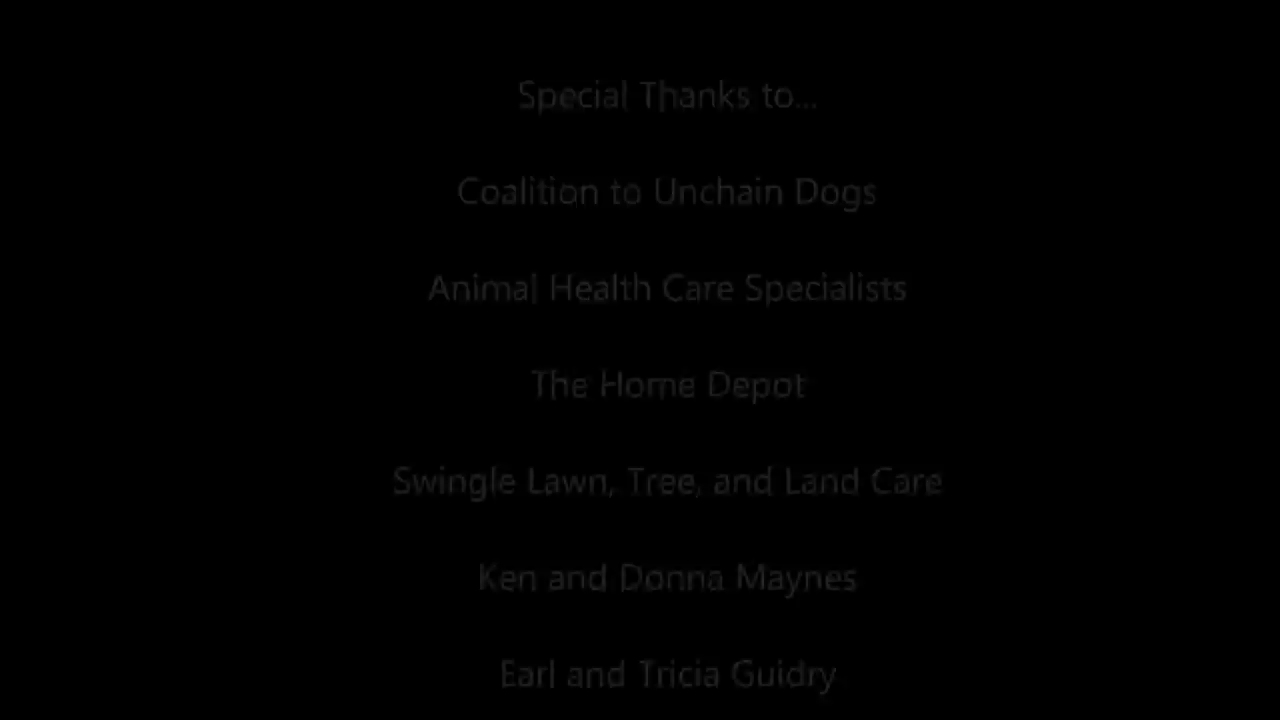 Special Thanks to...
Coalition to Unchain Dogs
Animal Health Care Specialists
The Home Depot
Swingle Lawn, Tree, and Land Care
Ken and Donna Maynes
Earl and Tricia Guidry